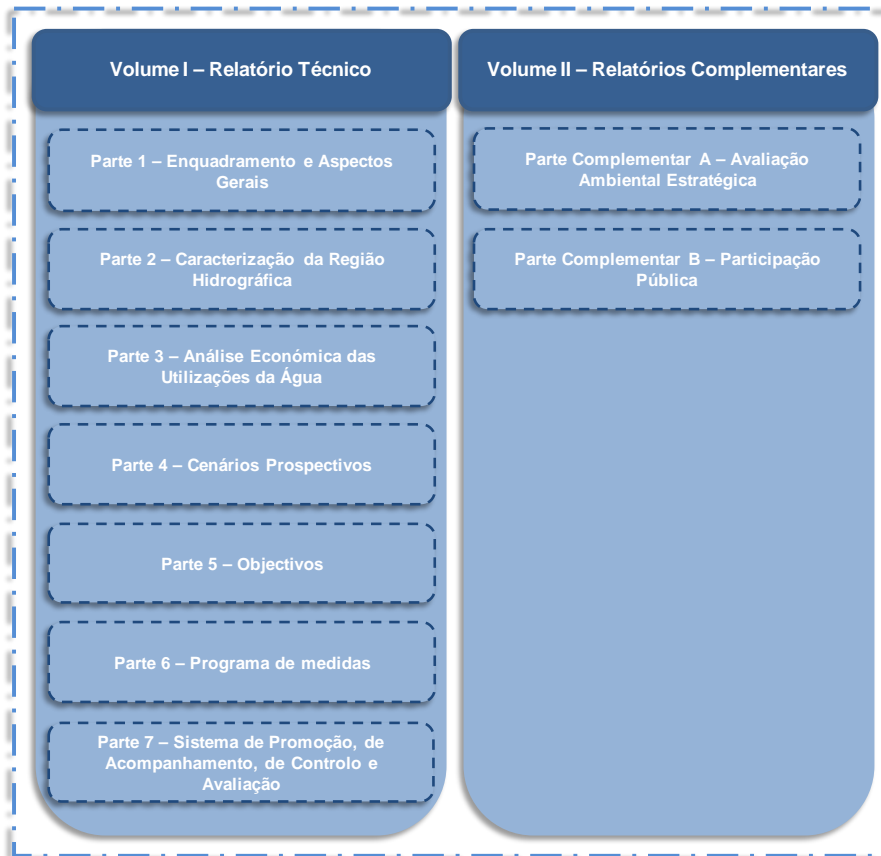 Volume I – Relatório Técnico
Parte 1 – Enquadramento e Aspectos
Gerais
Parte 2 – Caracterização da Região
Hidrográfica
Parte 3 – Análise Económica das
Utilizações da Água
Parte 4 – Cenários Prospectivos
Parte 5 – Objectivos
Parte 6 – Programa de medidas
Parte 7 – Sistema de Promoção, de
Acompanhamento, de Controlo e
Avaliação
Volume II – Relatórios Complementares
Parte Complementar A – Avaliação
Ambiental Estratégica
Parte Complementar B – Participação
Pública